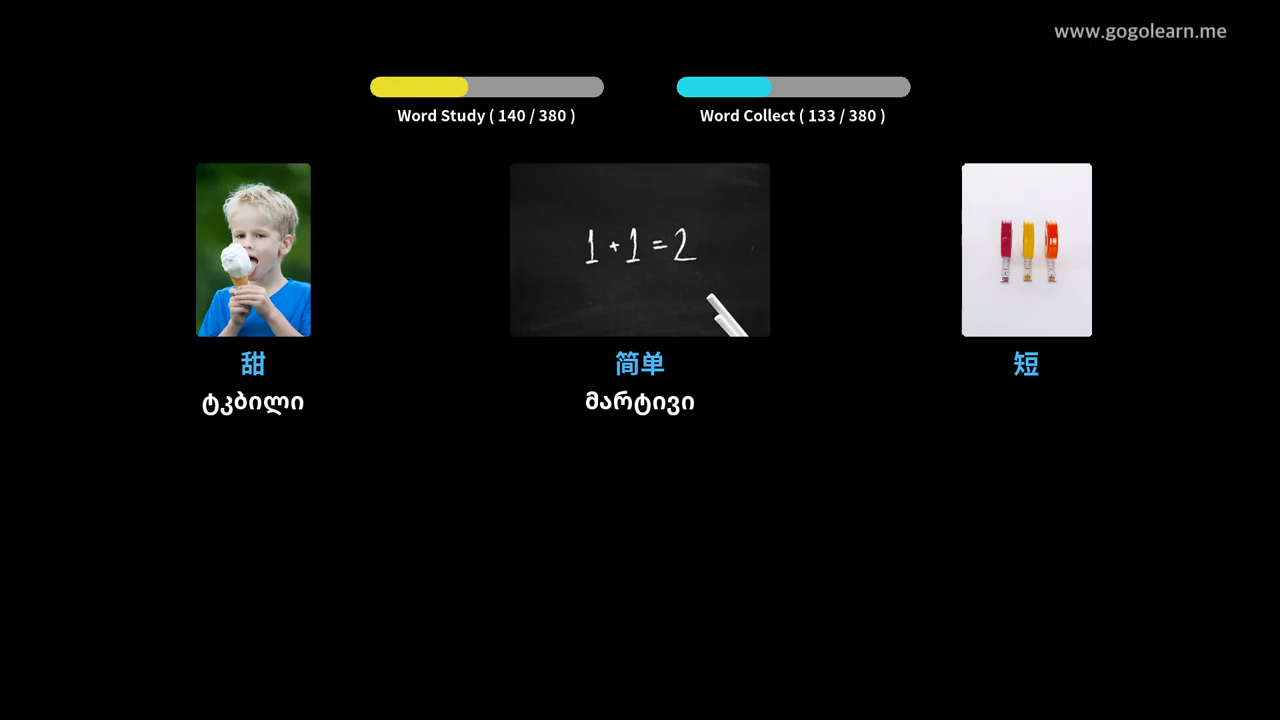 www.gogolearn.me
Word Study ( 140 / 380 )
Word Collect ( 133 / 380 )
1 + 1 = 2
甜
简单
短
ტკბილი
მარტივი